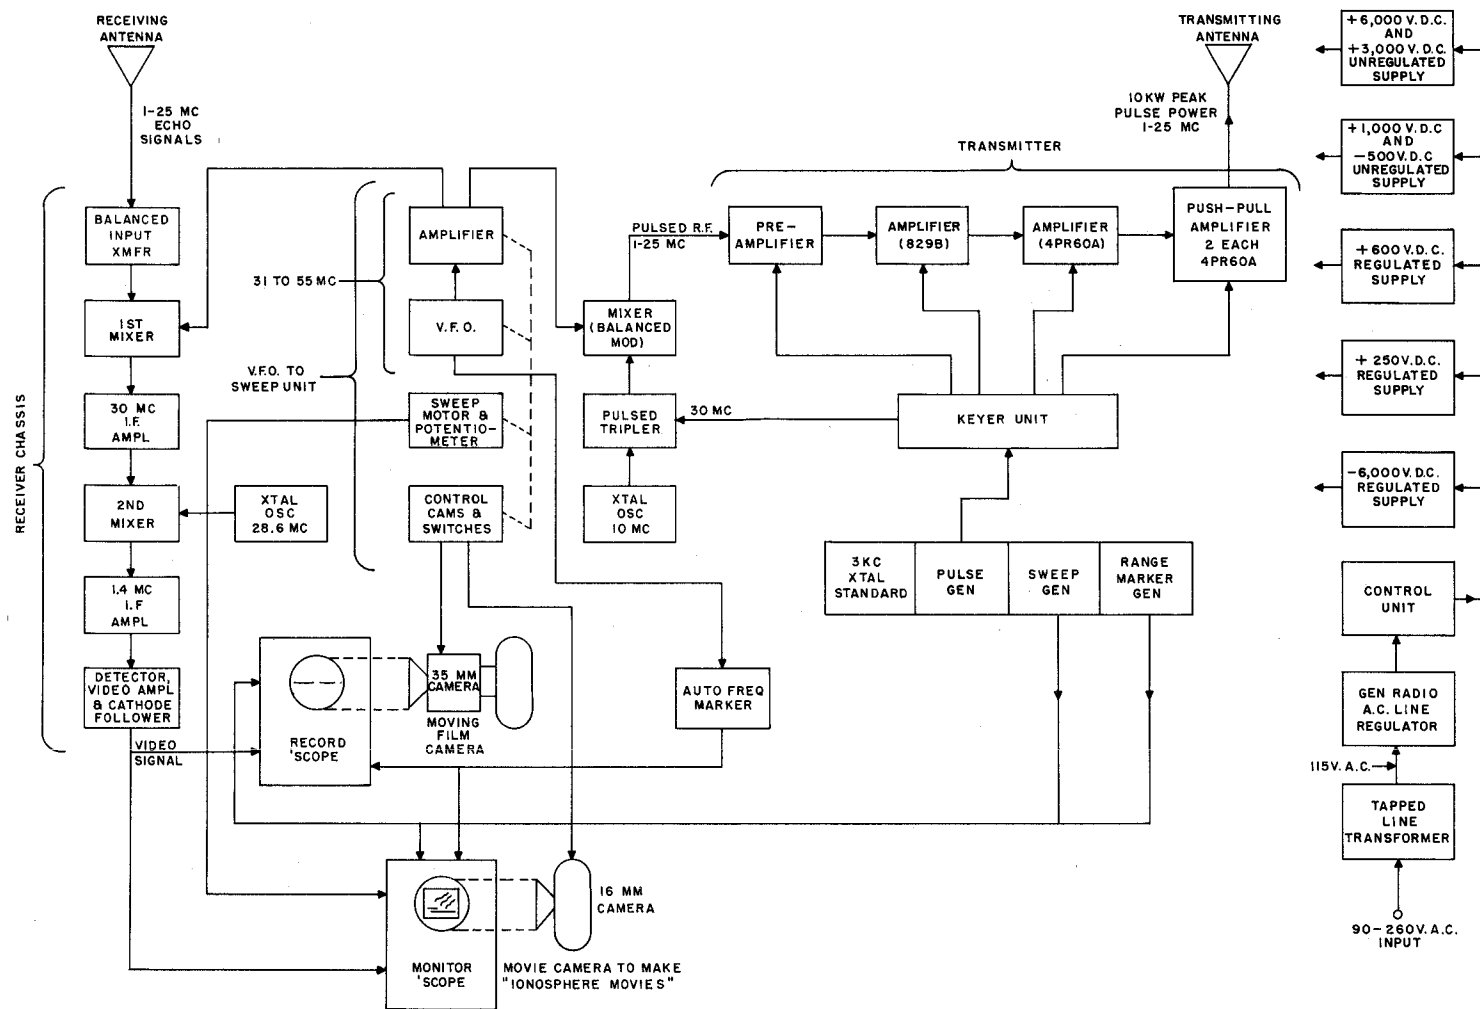 RECEIVING
ANTENNA
1-25 MC
ECHO
SIGNALS
RECEIVER CHASSIS
BALANCED
INPUT
XMFR
1ST
MIXER
30 MC
I.F.
AMPL
2ND
MIXER
XTAL
OSC
28.6 MC
1.4 MC
I.F
AMPL
DETECTOR,
VIDEO AMPL
& CATHODE
FOLLOWER
VIDEO
SIGNAL
31 TO 55 MC
V.F.O. TO
SWEEP UNIT
AMPLIFIER
V.F.O.
SWEEP
MOTOR &
POTENTIO-
METER
CONTROL
CAMS &
SWITCHES
RECORD
'SCOPE
35 MM
CAMERA
MOVING
FILM
CAMERA
MONITOR
'SCOPE
16 MM
CAMERA
MOVIE CAMERA TO MAKE
"IONOSPHERE MOVIES"
MIXER
(BALANCED
MOD)
PULSED
TRIPLER
XTAL
OSC
10 MC
AUTO FREQ
MARKER
PULSED R.F.
1-25 MC
30 MC
TRANSMITTER
PRE-
AMPLIFIER
AMPLIFIER
(829B)
AMPLIFIER
(4PR60A)
PUSH-PULL
AMPLIFIER
2 EACH
4PR60A
TRANSMITTING
ANTENNA
10 KW PEAK
PULSE POWER
1-25 MC
KEYER UNIT
3 KC
XTAL
STANDARD
PULSE
GEN
SWEEP
GEN
RANGE
MARKER
GEN
+6,000 V.D.C.
AND
+3,000 V.D.C.
UNREGULATED
SUPPLY
+1,000 V.D.C
AND
-500 V.D.C
UNREGULATED
SUPPLY
+600 V.D.C.
REGULATED
SUPPLY
+ 250 V.D.C.
REGULATED
SUPPLY
-6,000 V.D.C.
REGULATED
SUPPLY
CONTROL
UNIT
GEN RADIO
A.C. LINE
REGULATOR
115 V. A.C.
TAPPED
LINE
TRANSFORMER
90-260 V. A.C.
INPUT